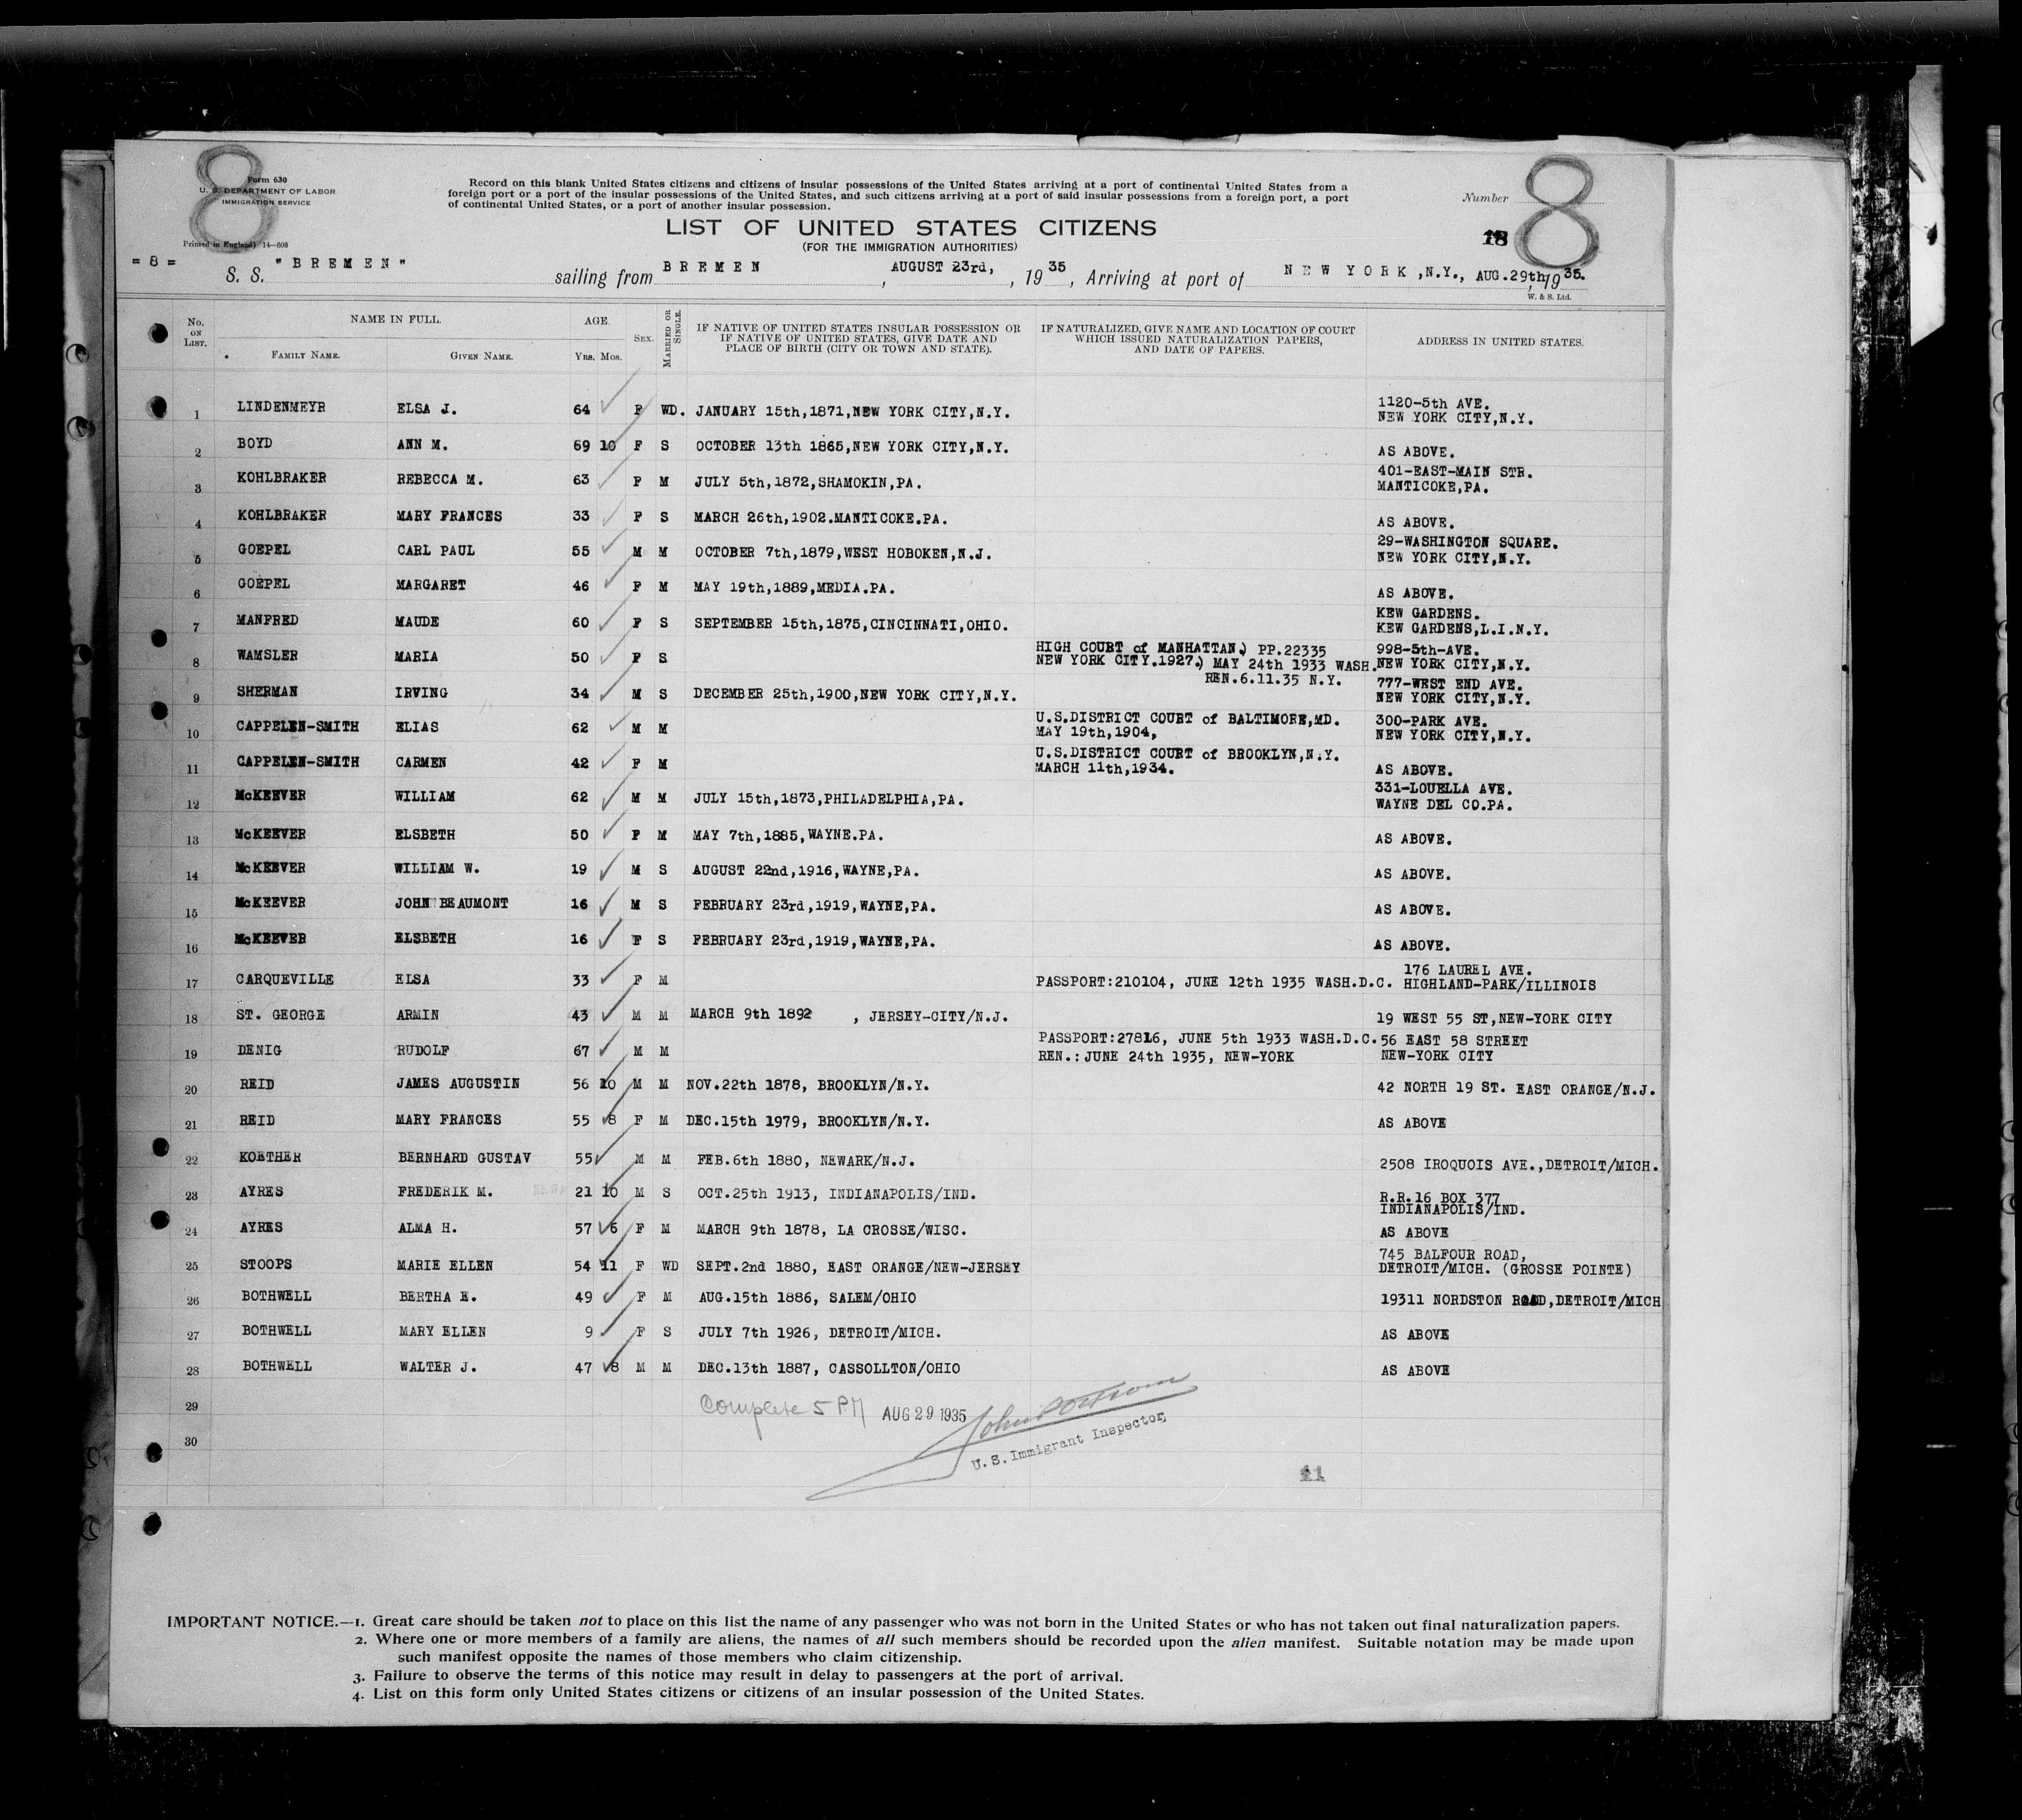 8
Form 630
U. S. DEPARTMENT OF LABOR
IMMIGRATION SERVICE
Printed in England) 14—608
Record on this blank United States citizens and citizens of insular possessions of the United States arriving at a port of continental United States from a
foreign port or a port of the insular possessions of the United States, and such citizens arriving at a port of said insular possessions from a foreign port, a port
of continental United States, or a port of another insular possession.
Number 8
LIST OF UNITED STATES CITIZENS
(FOR THE IMMIGRATION AUTHORITIES)
18
= 8 = S. S. "BREMEN" sailing from BREMEN, AUGUST 23rd, 1935, Arriving at port of NEW YORK, N.Y., AUG. 29th, 1935.
W. & S. Ltd.
No. ON LIST. NAME IN FULL. FAMILY NAME. GIVEN NAME. AGE. Yrs. Mos. SEX. MARRIED OR SINGLE. IF NATIVE OF UNITED STATES INSULAR POSSESSION OR IF NATIVE OF UNITED STATES, GIVE DATE AND PLACE OF BIRTH (CITY OR TOWN AND STATE). IF NATURALIZED, GIVE NAME AND LOCATION OF COURT WHICH ISSUED NATURALIZATION PAPERS, AND DATE OF PAPERS. ADDRESS IN UNITED STATES.
1 LINDENMEYR ELSA J. 64 F WD. JANUARY 15th,1871,NEW YORK CITY,N.Y. 1120-5th AVE. NEW YORK CITY,N.Y.
2 BOYD ANN M. 69 10 F S OCTOBER 13th 1865,NEW YORK CITY,N.Y. AS ABOVE.
3 KOHLBRAKER REBECCA M. 63 F M JULY 5th,1872,SHAMOKIN,PA. 401-EAST-MAIN STR. MANTICOKE,PA.
4 KOHLBRAKER MARY FRANCES 33 F S MARCH 26th,1902.MANTICOKE.PA. AS ABOVE.
5 GOEPEL CARL PAUL 55 M M OCTOBER 7th,1879,WEST HOBOKEN,N.J. 29-WASHINGTON SQUARE. NEW YORK CITY,N.Y.
6 GOEPEL MARGARET 46 F M MAY 19th,1889,MEDIA.PA. AS ABOVE.
7 MANFRED MAUDE 60 F S SEPTEMBER 15th,1875,CINCINNATI,OHIO. KEW GARDENS. KEW GARDENS,L.I.N.Y.
8 WAMSLER MARIA 50 F S HIGH COURT of MANHATTAN.) PP.22335 NEW YORK CITY.1927.) MAY 24th 1933 WASH. REN.6.11.35 N.Y. 998-5th-AVE. NEW YORK CITY,N.Y.
9 SHERMAN IRVING 34 M S DECEMBER 25th,1900,NEW YORK CITY,N.Y. 777-WEST END AVE. NEW YORK CITY,N.Y.
10 CAPPELEN-SMITH ELIAS 62 M M U.S.DISTRICT COURT of BALTIMORE,MD. MAY 19th,1904, 300-PARK AVE. NEW YORK CITY,N.Y.
11 CAPPELEN-SMITH CARMEN 42 F M U.S.DISTRICT COURT of BROOKLYN,N.Y. MARCH 11th,1934. AS ABOVE.
12 McKEEVER WILLIAM 62 M M JULY 15th,1873,PHILADELPHIA,PA. 331-LOUELLA AVE. WAYNE DEL CO.PA.
13 McKEEVER ELSBETH 50 F M MAY 7th,1885,WAYNE.PA. AS ABOVE.
14 McKEEVER WILLIAM W. 19 M S AUGUST 22nd,1916,WAYNE,PA. AS ABOVE.
15 McKEEVER JOHN BEAUMONT 16 M S FEBRUARY 23rd,1919,WAYNE,PA. AS ABOVE.
16 McKEEVER ELSBETH 16 F S FEBRUARY 23rd,1919,WAYNE,PA. AS ABOVE.
17 CARQUEVILLE ELSA 33 F M PASSPORT:210104, JUNE 12th 1935 WASH.D.C. 176 LAUREL AVE. HIGHLAND-PARK/ILLINOIS
18 ST. GEORGE ARMIN 43 M M MARCH 9th 1892 , JERSEY-CITY/N.J. 19 WEST 55 ST,NEW-YORK CITY
19 DENIG RUDOLF 67 M M PASSPORT:27816, JUNE 5th 1933 WASH.D.C. REN.:JUNE 24th 1935, NEW-YORK 56 EAST 58 STREET NEW-YORK CITY
20 REID JAMES AUGUSTIN 56 10 M M NOV.22th 1878, BROOKLYN/N.Y. 42 NORTH 19 ST. EAST ORANGE/N.J.
21 REID MARY FRANCES 55 8 F M DEC.15th 1979, BROOKLYN/N.Y. AS ABOVE
22 KOETHER BERNHARD GUSTAV 55 M M FEB.6th 1880, NEWARK/N.J. 2508 IROQUOIS AVE.,DETROIT/MICH.
23 AYRES FREDERIK M. 21 10 M S OCT.25th 1913, INDIANAPOLIS/IND. R.R.16 BOX 377 INDIANAPOLIS/IND.
24 AYRES ALMA H. 57 6 F M MARCH 9th 1878, LA CROSSE/WISC. AS ABOVE
25 STOOPS MARIE ELLEN 54 11 F WD SEPT.2nd 1880, EAST ORANGE/NEW-JERSEY 745 BALFOUR ROAD, DETROIT/MICH. (GROSSE POINTE)
26 BOTHWELL BERTHA E. 49 F M AUG.15th 1886, SALEM/OHIO 19311 NORDSTON ROAD,DETROIT/MICH
27 BOTHWELL MARY ELLEN 9 F S JULY 7th 1926, DETROIT/MICH. AS ABOVE
28 BOTHWELL WALTER J. 47 8 M M DEC.13th 1887, CASSOLLTON/OHIO AS ABOVE
29 Complete 5 PM AUG 29 1935
30
U. S. Immigrant Inspector
IMPORTANT NOTICE.—1. Great care should be taken not to place on this list the name of any passenger who was not born in the United States or who has not taken out final naturalization papers.
2. Where one or more members of a family are aliens, the names of all such members should be recorded upon the alien manifest. Suitable notation may be made upon
such manifest opposite the names of those members who claim citizenship.
3. Failure to observe the terms of this notice may result in delay to passengers at the port of arrival.
4. List on this form only United States citizens or citizens of an insular possession of the United States.